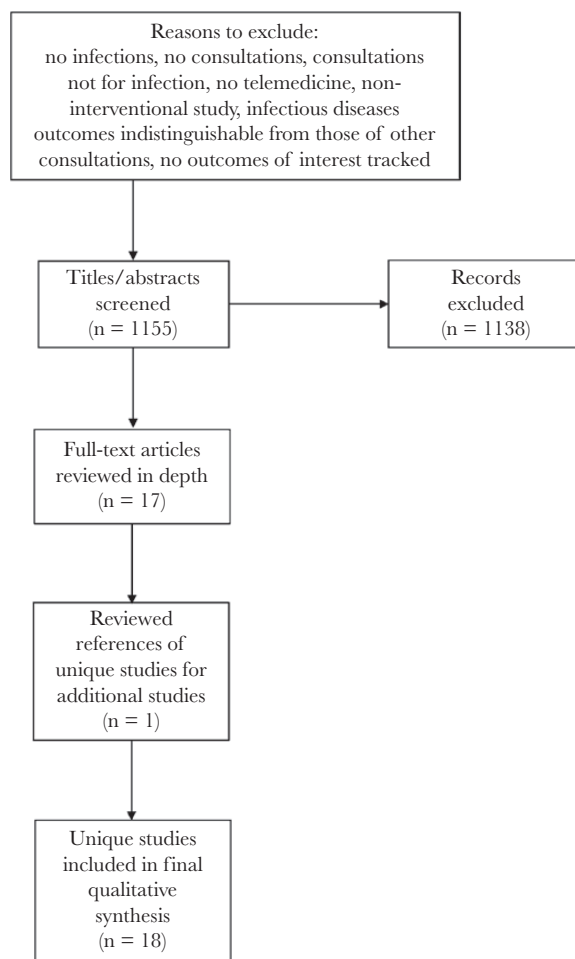 Reasons to exclude:
no infections, no consultations, consultations
not for infection, no telemedicine, non-
interventional study, infectious diseases
outcomes indistinguishable from those of other
consultations, no outcomes of interest tracked
Titles/abstracts
screened
(n = 1155)
Records
excluded
(n = 1138)
Full-text articles
reviewed in depth
(n = 17)
Reviewed
references of
unique studies for
additional studies
(n = 1)
Unique studies
included in final
qualitative
synthesis
(n = 18)